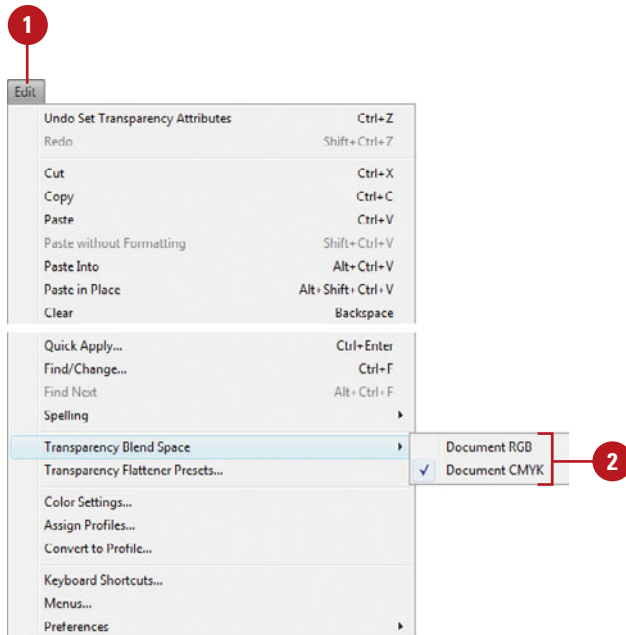 1
Edit
Undo Set Transparency Attributes Ctrl+Z
Redo Shift+Ctrl+Z
Cut Ctrl+X
Copy Ctrl+C
Paste Ctrl+V
Paste without Formatting Shift+Ctrl+V
Paste Into Alt+Ctrl+V
Paste in Place Alt+Shift+Ctrl+V
Clear Backspace
Quick Apply... Ctrl+Enter
Find/Change... Ctrl+F
Find Next Alt+Ctrl+F
Spelling
Transparency Blend Space Document RGB
Transparency Flattener Presets... Document CMYK
2
Color Settings...
Assign Profiles...
Convert to Profile...
Keyboard Shortcuts...
Menus...
Preferences